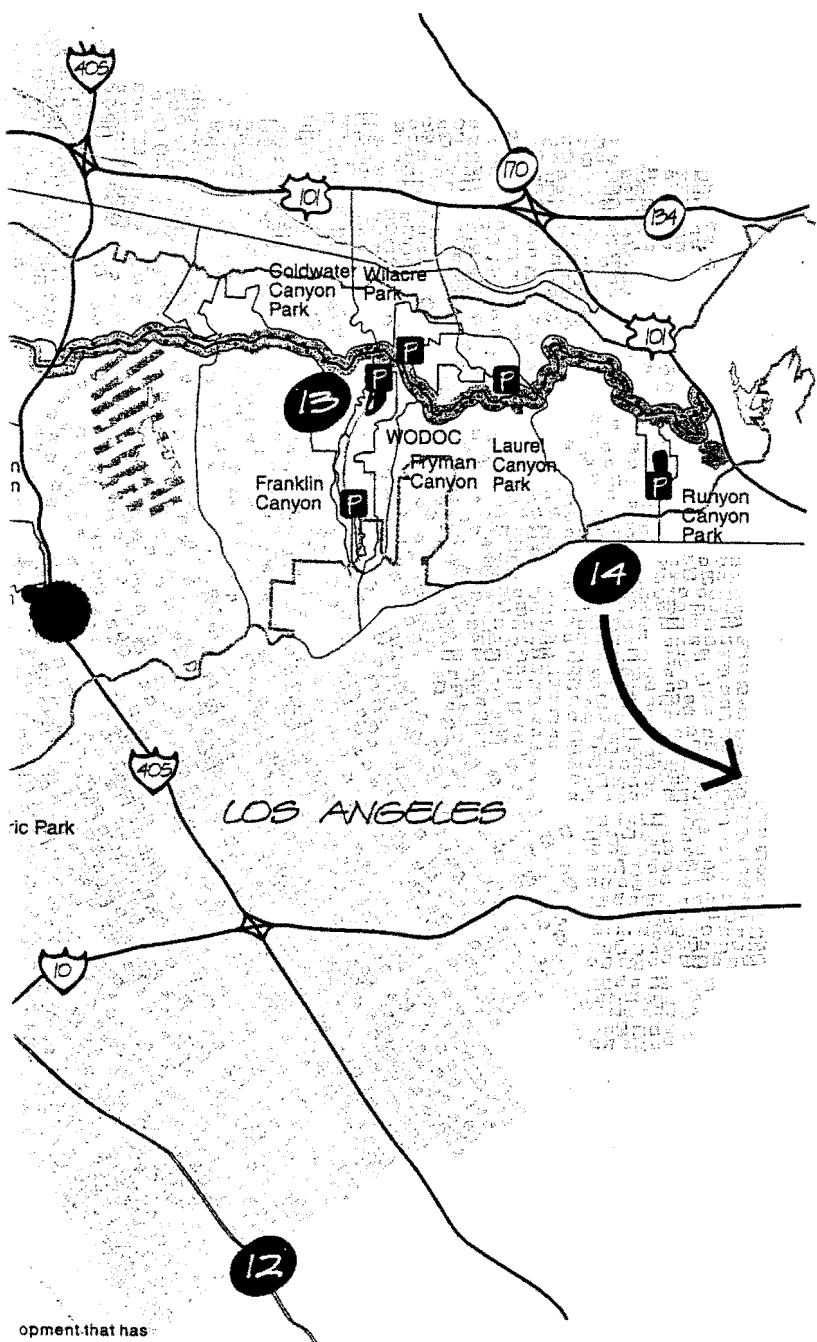 405
170
101
134
Coldwater
Canyon
Park
Wilacre
Park
101
P
P
P
13
WODOC
Fryman
Canyon
Laurel
Canyon
Park
Franklin
Canyon
P
P
Runyon
Canyon
Park
n
n
14
405
LOS ANGELES
ric Park
10
12
opment that has